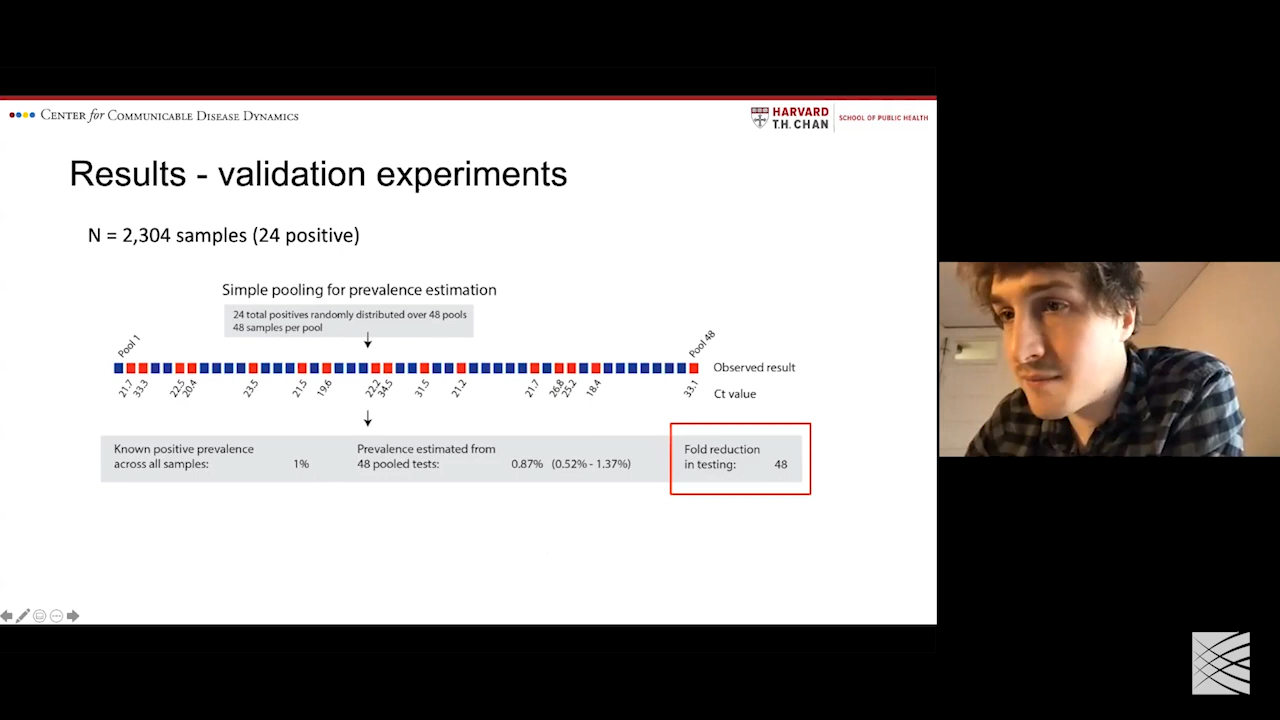 CENTER for COMMUNICABLE DISEASE DYNAMICS
HARVARD
T.H. CHAN
SCHOOL OF PUBLIC HEALTH
Results - validation experiments
N = 2,304 samples (24 positive)
Simple pooling for prevalence estimation
24 total positives randomly distributed over 48 pools
48 samples per pool
Pool 1
Pool 48
Observed result
21.7 33.3 22.5 20.4 23.5 21.5 19.6 22.2 34.5 31.5 21.2 21.7 26.8 25.2 18.4 33.1
Ct value
Known positive prevalence
across all samples: 1%
Prevalence estimated from
48 pooled tests: 0.87% (0.52% - 1.37%)
Fold reduction
in testing: 48